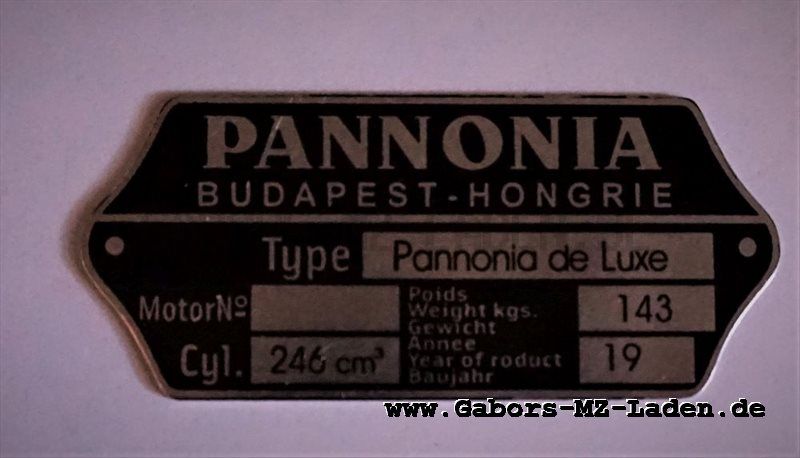 PANNONIA
BUDAPEST-HONGRIE
Type Pannonia de Luxe
MotorNº
Poids
Weight kgs.
Gewicht
143
Cyl. 246 cm³
Annee
Year of roduct
Baujahr
19
www.Gabors-MZ-Laden.de